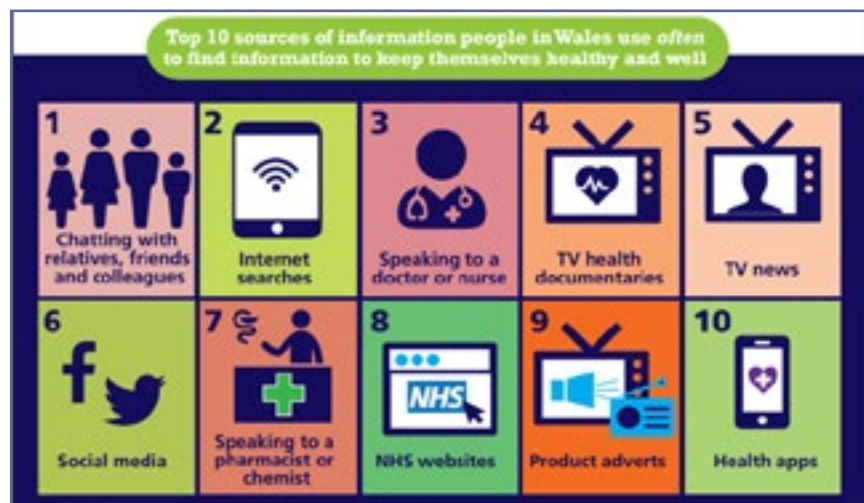 Top 10 sources of information people in Wales use often
to find information to keep themselves healthy and well
1
Chatting with
relatives, friends
and colleagues
2
Internet
searches
3
Speaking to a
doctor or nurse
4
TV health
documentaries
5
TV news
6
f
Social media
7
Speaking to a
pharmacist or
chemist
8
NHS
NHS websites
9
Product adverts
10
Health apps